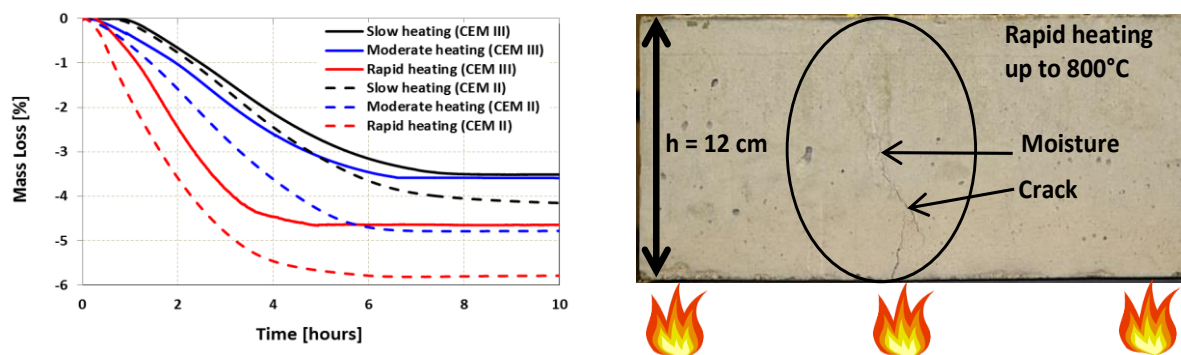 0
-1
-2
-3
-4
-5
-6
Mass Loss [%]
Slow heating (CEM III)
Moderate heating (CEM III)
Rapid heating (CEM III)
Slow heating (CEM II)
Moderate heating (CEM II)
Rapid heating (CEM II)
0 2 4 6 8 10
Time [hours]
Rapid heating
up to 800°C
h = 12 cm
Moisture
Crack